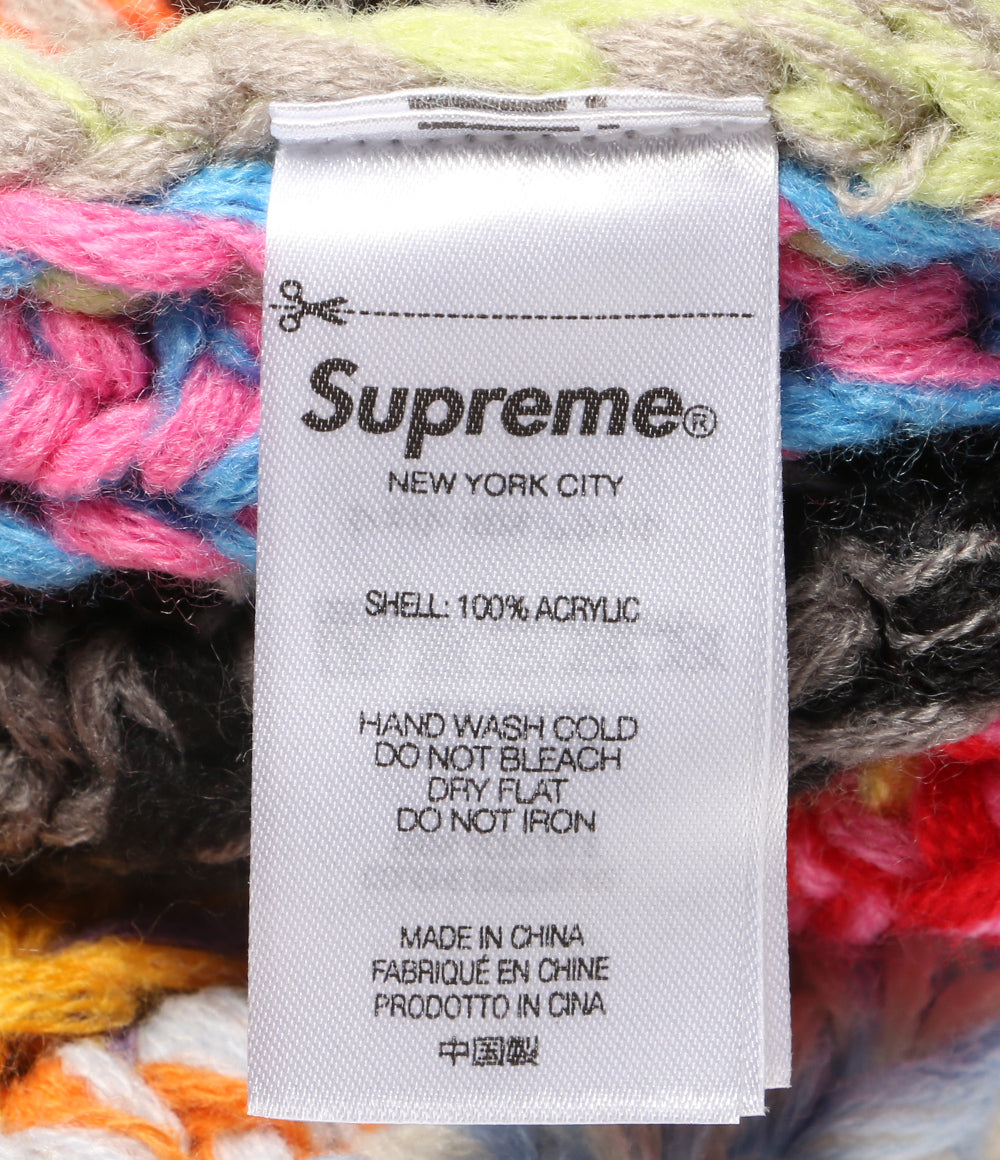 Supreme®
NEW YORK CITY
SHELL: 100% ACRYLIC
HAND WASH COLD
DO NOT BLEACH
DRY FLAT
DO NOT IRON
MADE IN CHINA
FABRIQUÉ EN CHINE
PRODOTTO IN CINA
中国製